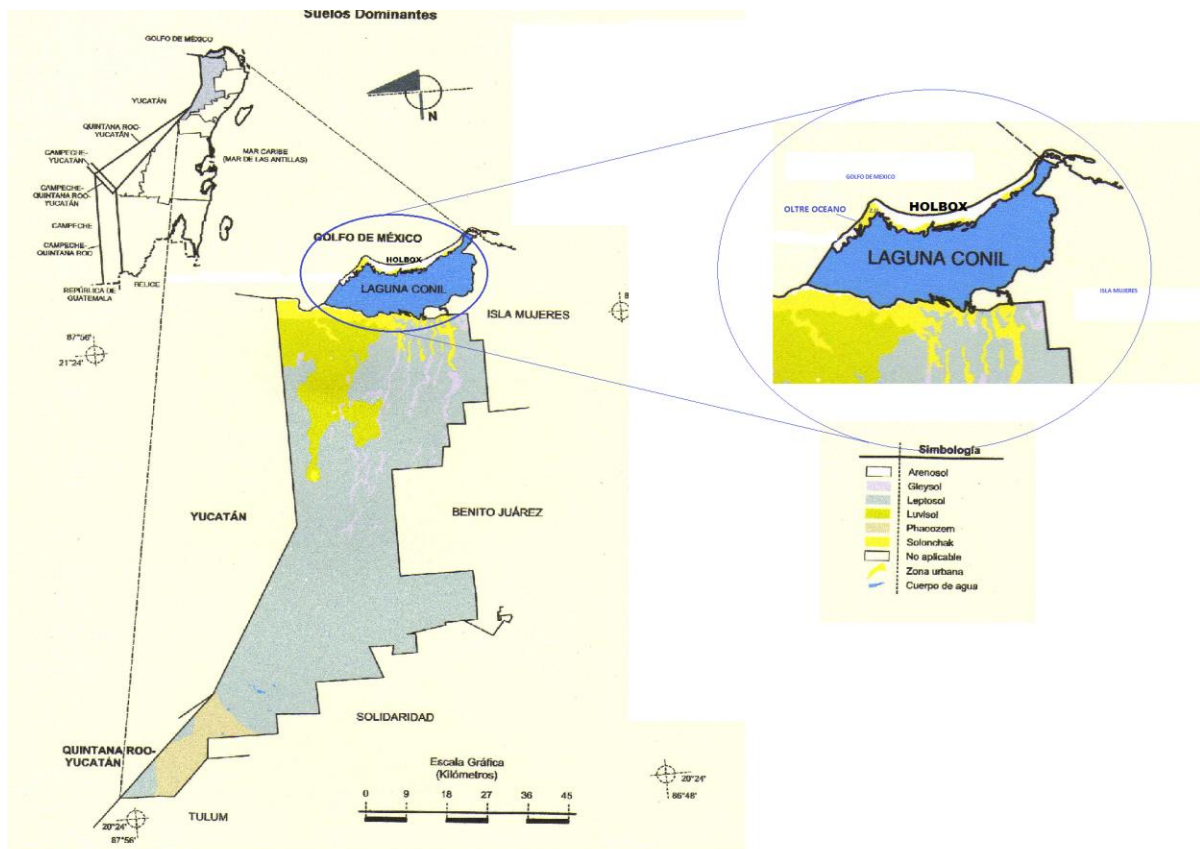 Suelos Dominantes
GOLFO DE MÉXICO
YUCATÁN
QUINTANA ROO-
YUCATÁN
CAMPECHE-
YUCATÁN
CAMPECHE-
QUINTANA ROO-
YUCATÁN
CAMPECHE
CAMPECHE-
QUINTANA ROO
REPÚBLICA DE
GUATEMALA
BELICE
MAR CARIBE
(MAR DE LAS ANTILLAS)
N
GOLFO DE MÉXICO
HOLBOX
LAGUNA CONIL
ISLA MUJERES
87°56'
21°24'
8
YUCATÁN
BENITO JUÁREZ
SOLIDARIDAD
QUINTANA ROO-
YUCATÁN
TULUM
20°24'
87°56'
Escala Gráfica
(Kilómetros)
0 9 18 27 36 45
20°24'
86°48'
GOLFO DE MEXICO
HOLBOX
OLTRE OCEANO
LAGUNA CONIL
ISLA MUJERES
Simbología
Arenosol
Gleysol
Leptosol
Luvisol
Phaeozem
Solonchak
No aplicable
Zona urbana
Cuerpo de agua